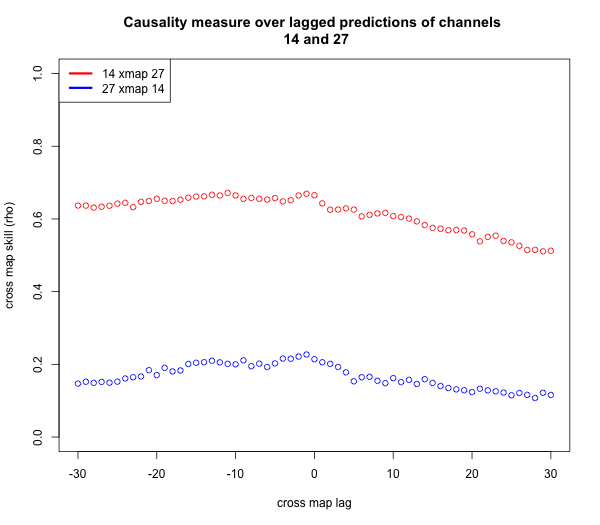 Causality measure over lagged predictions of channels
14 and 27
14 xmap 27
27 xmap 14
cross map skill (rho)
1.0
0.8
0.6
0.4
0.2
0.0
-30 -20 -10 0 10 20 30
cross map lag